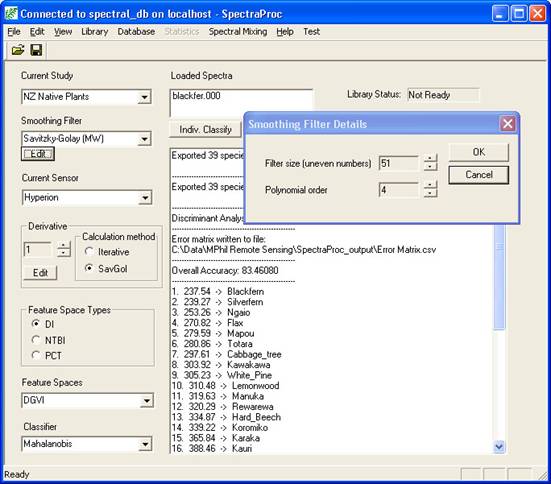 Connected to spectral_db on localhost - SpectraProc
File Edit View Library Database Statistics Spectral Mixing Help Test
Current Study
NZ Native Plants
Smoothing Filter
Savitzky-Golay (MW)
Edit
Current Sensor
Hyperion
Derivative
1
Edit
Calculation method
Iterative
SavGol
Feature Space Types
DI
NTBI
PCT
Feature Spaces
DGVI
Classifier
Mahalanobis
Loaded Spectra
blackfer.000
Library Status: Not Ready
Indiv. Classify
Smoothing Filter Details
Filter size (uneven numbers) 51
Polynomial order 4
OK
Cancel
Exported 39 specie
Exported 39 specie
Discriminant Analys
Error matrix written to file:
C:\Data\MPhil Remote Sensing\SpectraProc_output\Error Matrix.csv
Overall Accuracy: 83.46080
1. 237.54 -> Blackfern
2. 239.27 -> Silverfern
3. 253.26 -> Ngaio
4. 270.82 -> Flax
5. 279.59 -> Mapou
6. 280.86 -> Totara
7. 297.61 -> Cabbage_tree
8. 303.92 -> Kawakawa
9. 305.23 -> White_Pine
10. 310.48 -> Lemonwood
11. 319.63 -> Manuka
12. 320.29 -> Rewarewa
13. 334.87 -> Hard_Beech
14. 339.22 -> Koromiko
15. 365.84 -> Karaka
16. 388.46 -> Kauri
Ready